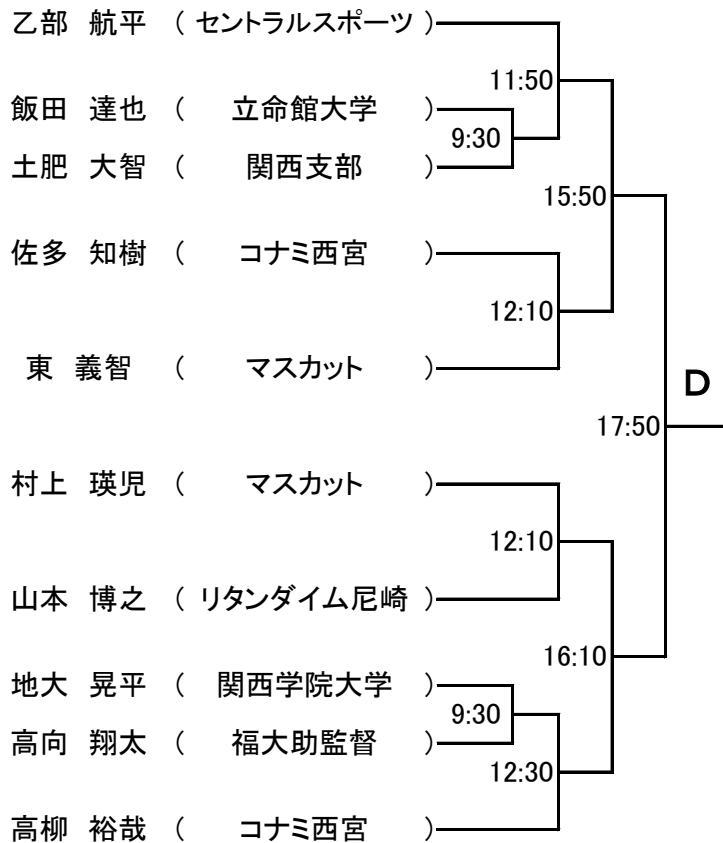 乙部 航平 ( セントラルスポーツ )
11:50
飯田 達也 ( 立命館大学 )
9:30
土肥 大智 ( 関西支部 )
15:50
佐多 知樹 ( コナミ西宮 )
12:10
東 義智 ( マスカット )
D
17:50
村上 瑛児 ( マスカット )
12:10
山本 博之 ( リタンダイム尼崎 )
16:10
地大 晃平 ( 関西学院大学 )
9:30
高向 翔太 ( 福大助監督 )
12:30
高柳 裕哉 ( コナミ西宮 )